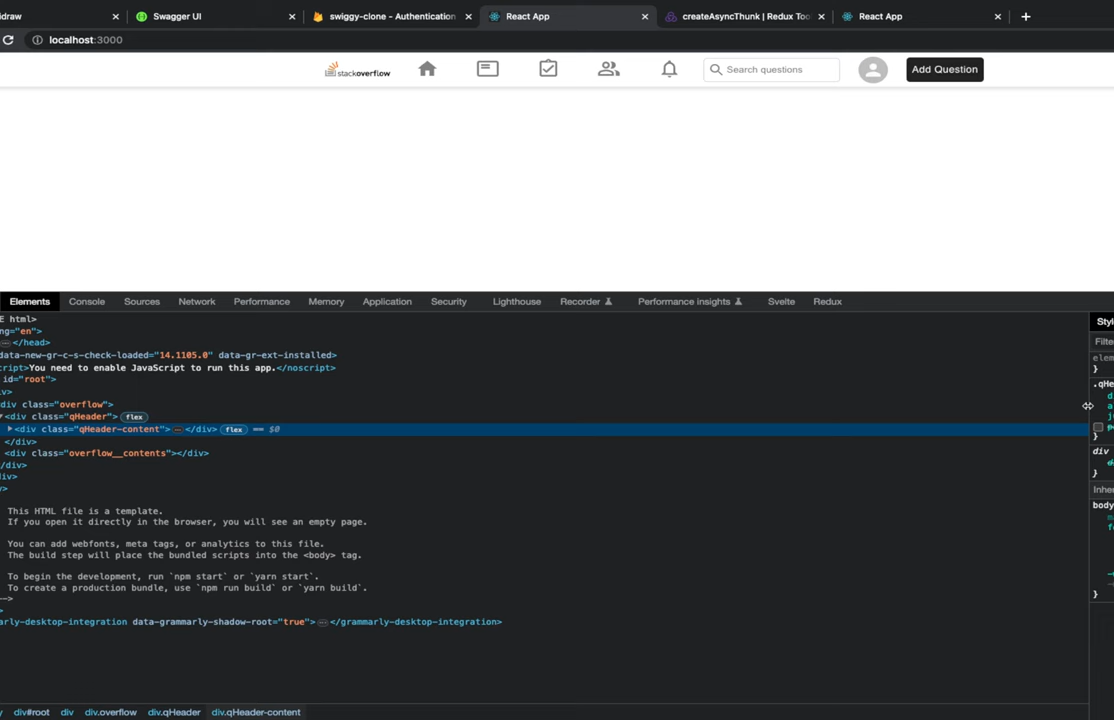 draw
Swagger UI
swiggy-clone - Authentication
React App
createAsyncThunk | Redux Too
React App
localhost:3000
stackoverflow
Search questions
Add Question
Elements
Console
Sources
Network
Performance
Memory
Application
Security
Lighthouse
Recorder
Performance insights
Svelte
Redux
E html>
ng="en">
</head>
data-new-gr-c-s-check-loaded="14.1105.0" data-gr-ext-installed>
cript>You need to enable JavaScript to run this app.</noscript>
id="root">
iv>
div class="overflow">
<div class="qHeader"> flex
<div class="qHeader-content"> … </div> flex == $0
</div>
<div class="overflow__contents"></div>
/div>
div>
>
This HTML file is a template.
If you open it directly in the browser, you will see an empty page.
You can add webfonts, meta tags, or analytics to this file.
The build step will place the bundled scripts into the <body> tag.
To begin the development, run `npm start` or `yarn start`.
To create a production bundle, use `npm run build` or `yarn build`.
-->
>
arly-desktop-integration data-grammarly-shadow-root="true"> … </grammarly-desktop-integration>
y div#root div div.overflow div.qHeader div.qHeader-content
Sty
Filte
elem
}
.qHe
d
a
j
}
div
}
Inher
body
}